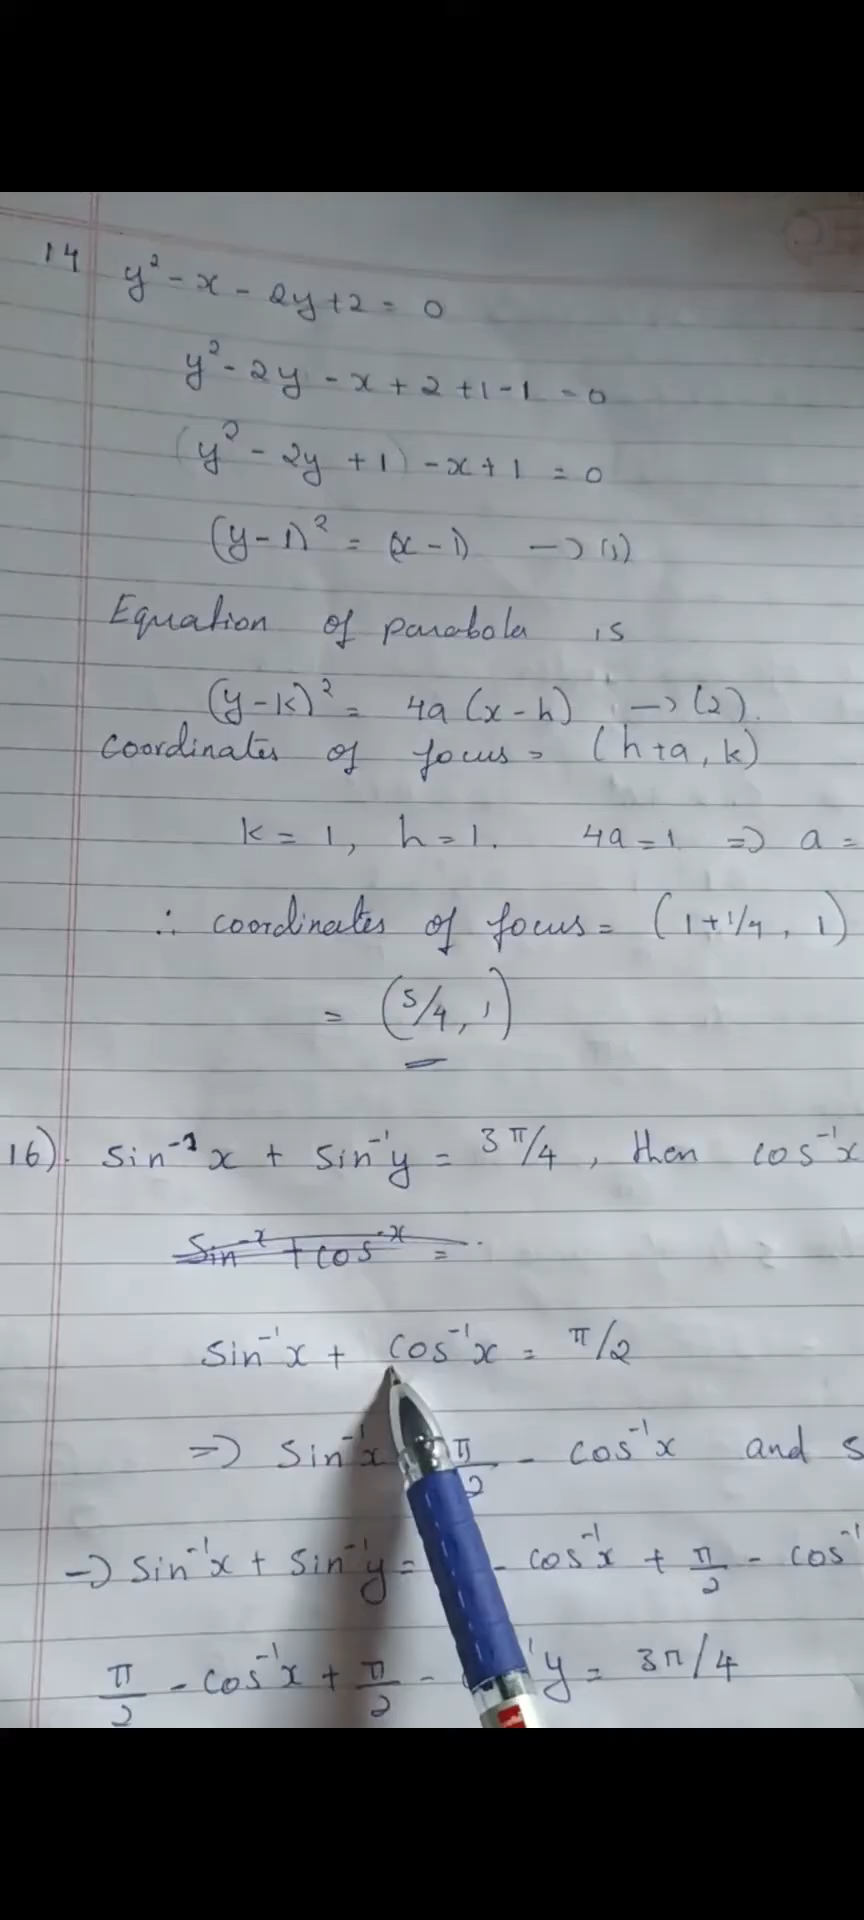 14 y² - x - 2y + 2 = 0
y² - 2y - x + 2 + 1 - 1 = 0
(y² - 2y + 1) - x + 1 = 0
(y-1)² = (x-1) → (1)
Equation of parabola is
(y-k)² = 4a (x-h) → (2).
Coordinates of focus = (h+a, k)
k = 1, h = 1. 4a = 1 => a =
∴ coordinates of focus = (1+1/4, 1)
= (5/4, 1)
16). sin⁻¹x + sin⁻¹y = 3π/4, then cos⁻¹x
sin⁻ˣ + cos⁻ˣ =
sin⁻¹x + cos⁻¹x = π/2
=> sin⁻¹x π/2 - cos⁻¹x and s
→ sin⁻¹x + sin⁻¹y = - cos⁻¹x + π/2 - cos⁻¹
π/2 - cos⁻¹x + π/2 - ⁻¹y = 3π/4